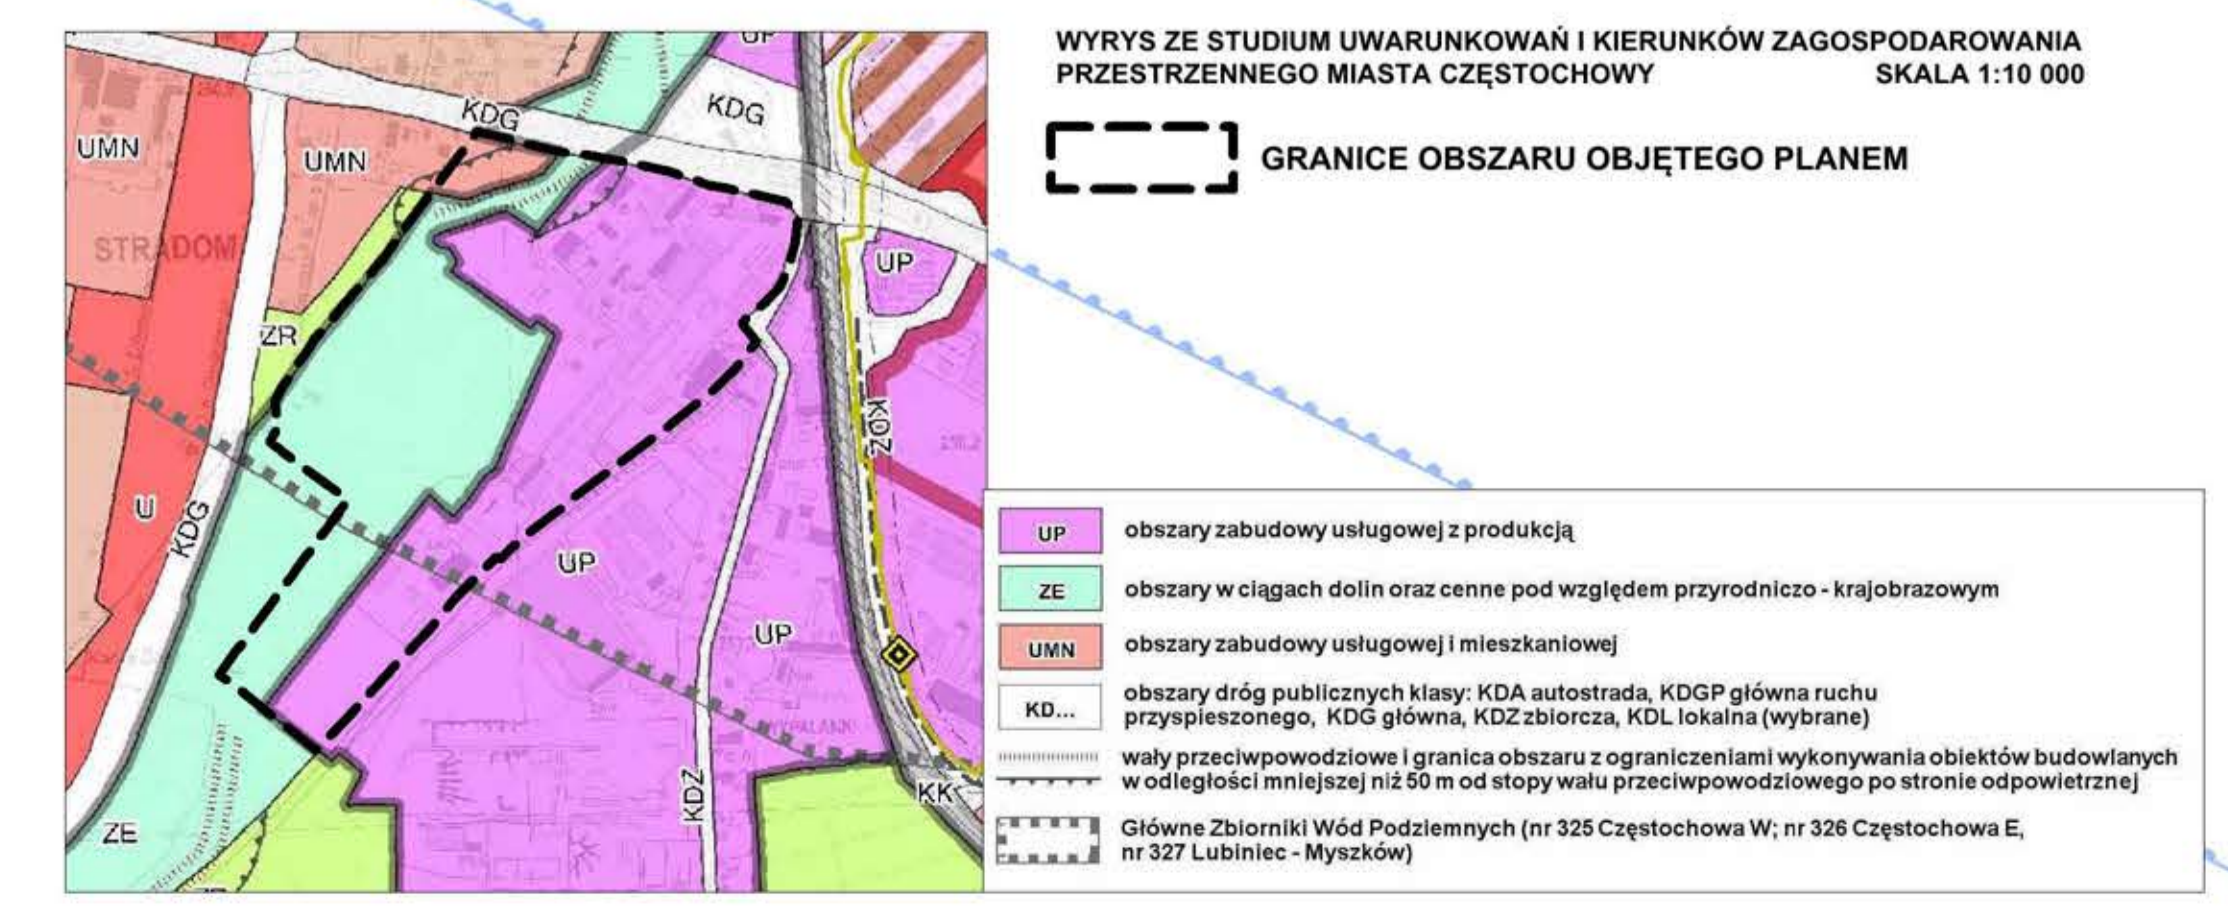 WYRYS ZE STUDIUM UWARUNKOWAŃ I KIERUNKÓW ZAGOSPODAROWANIA
PRZESTRZENNEGO MIASTA CZĘSTOCHOWY SKALA 1:10 000
GRANICE OBSZARU OBJĘTEGO PLANEM
UP
KDG
KDG
UMN
UMN
STRADOM
UP
ZR
KDZ
U
KDG
UP
UP
KDZ
KK
ZE
UP obszary zabudowy usługowej z produkcją
ZE obszary w ciągach dolin oraz cenne pod względem przyrodniczo - krajobrazowym
UMN obszary zabudowy usługowej i mieszkaniowej
KD... obszary dróg publicznych klasy: KDA autostrada, KDGP główna ruchu
przyspieszonego, KDG główna, KDZ zbiorcza, KDL lokalna (wybrane)
wały przeciwpowodziowe i granica obszaru z ograniczeniami wykonywania obiektów budowlanych
w odległości mniejszej niż 50 m od stopy wału przeciwpowodziowego po stronie odpowietrznej
Główne Zbiorniki Wód Podziemnych (nr 325 Częstochowa W; nr 326 Częstochowa E,
nr 327 Lubiniec - Myszków)